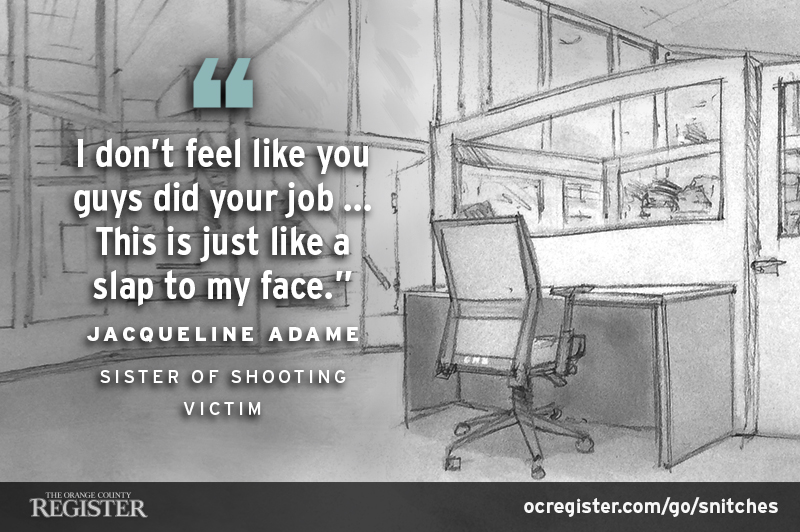 “
I don’t feel like you
guys did your job ...
This is just like a
slap to my face.”
JACQUELINE ADAME
SISTER OF SHOOTING
VICTIM
THE ORANGE COUNTY
REGISTER
ocregister.com/go/snitches